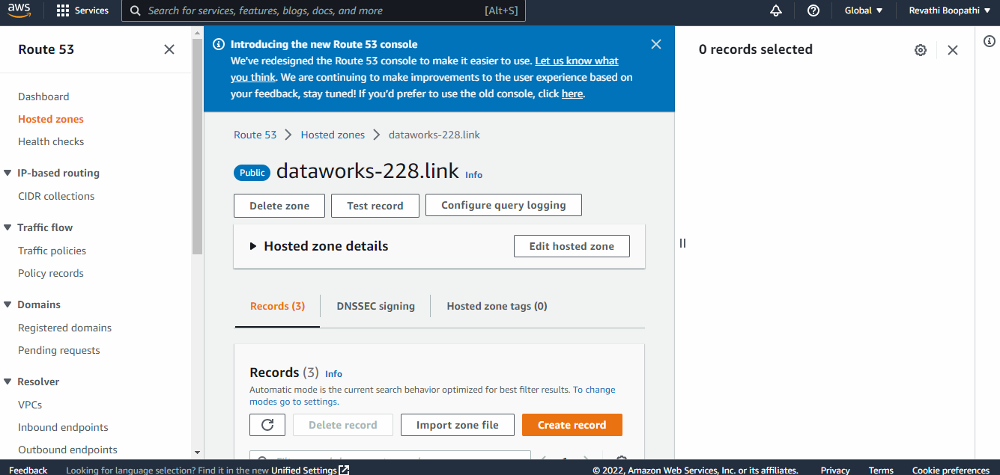 aws
Services
Search for services, features, blogs, docs, and more
[Alt+S]
Global
Revathi Boopathi
Route 53
Dashboard
Hosted zones
Health checks
IP-based routing
CIDR collections
Traffic flow
Traffic policies
Policy records
Domains
Registered domains
Pending requests
Resolver
VPCs
Inbound endpoints
Outbound endpoints
Introducing the new Route 53 console
We've redesigned the Route 53 console to make it easier to use. Let us know what
you think. We are continuing to make improvements to the user experience based on
your feedback, stay tuned! If you'd prefer to use the old console, click here.
Route 53 > Hosted zones > dataworks-228.link
Public dataworks-228.link Info
Delete zone
Test record
Configure query logging
Hosted zone details
Edit hosted zone
Records (3)
DNSSEC signing
Hosted zone tags (0)
Records (3) Info
Automatic mode is the current search behavior optimized for best filter results. To change
modes go to settings.
Delete record
Import zone file
Create record
0 records selected
Feedback
Looking for language selection? Find it in the new Unified Settings
© 2022, Amazon Web Services, Inc. or its affiliates.
Privacy
Terms
Cookie preferences